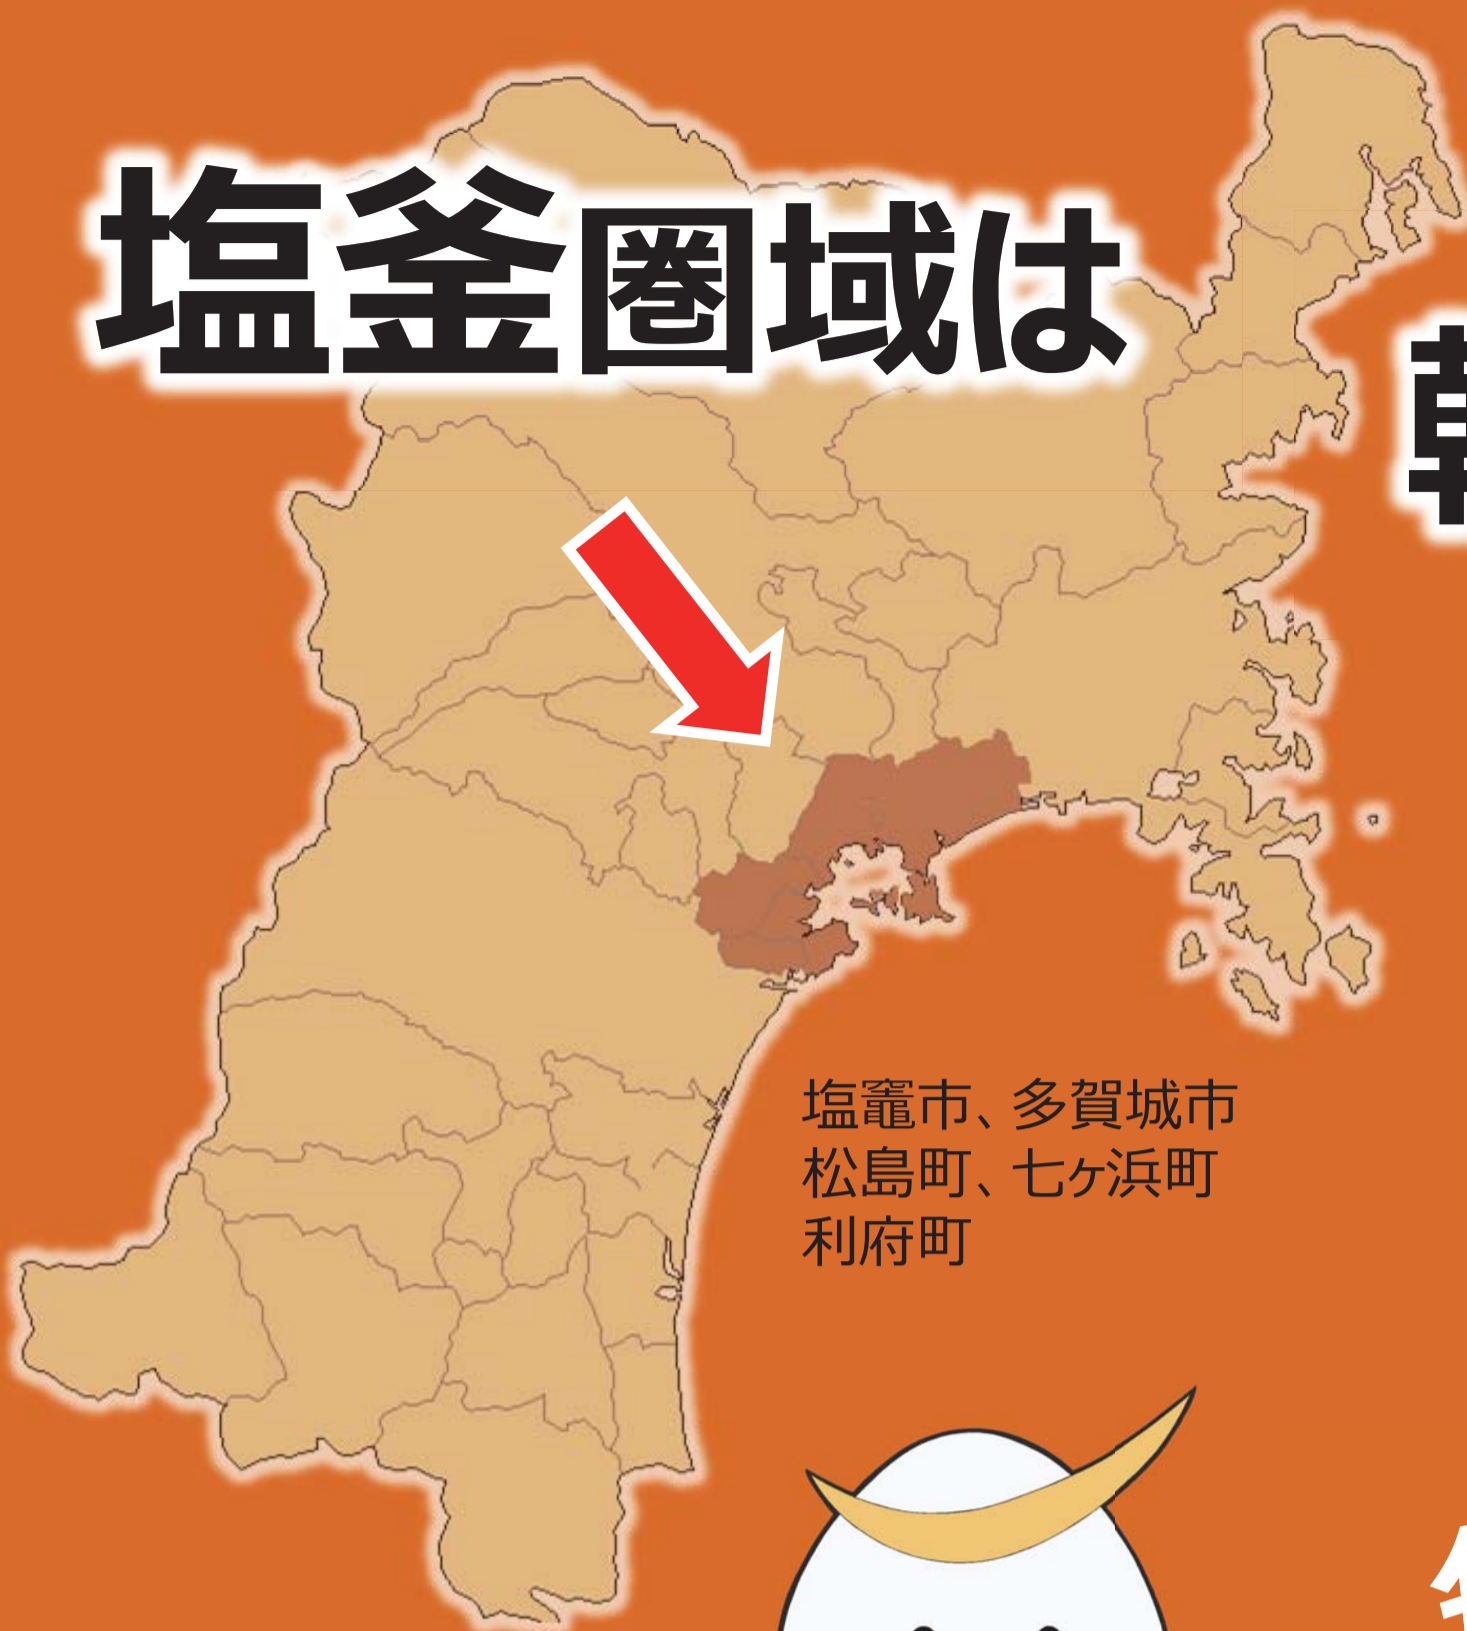 塩釜圏域は
塩竈市、多賀城市
松島町、七ヶ浜町
利府町